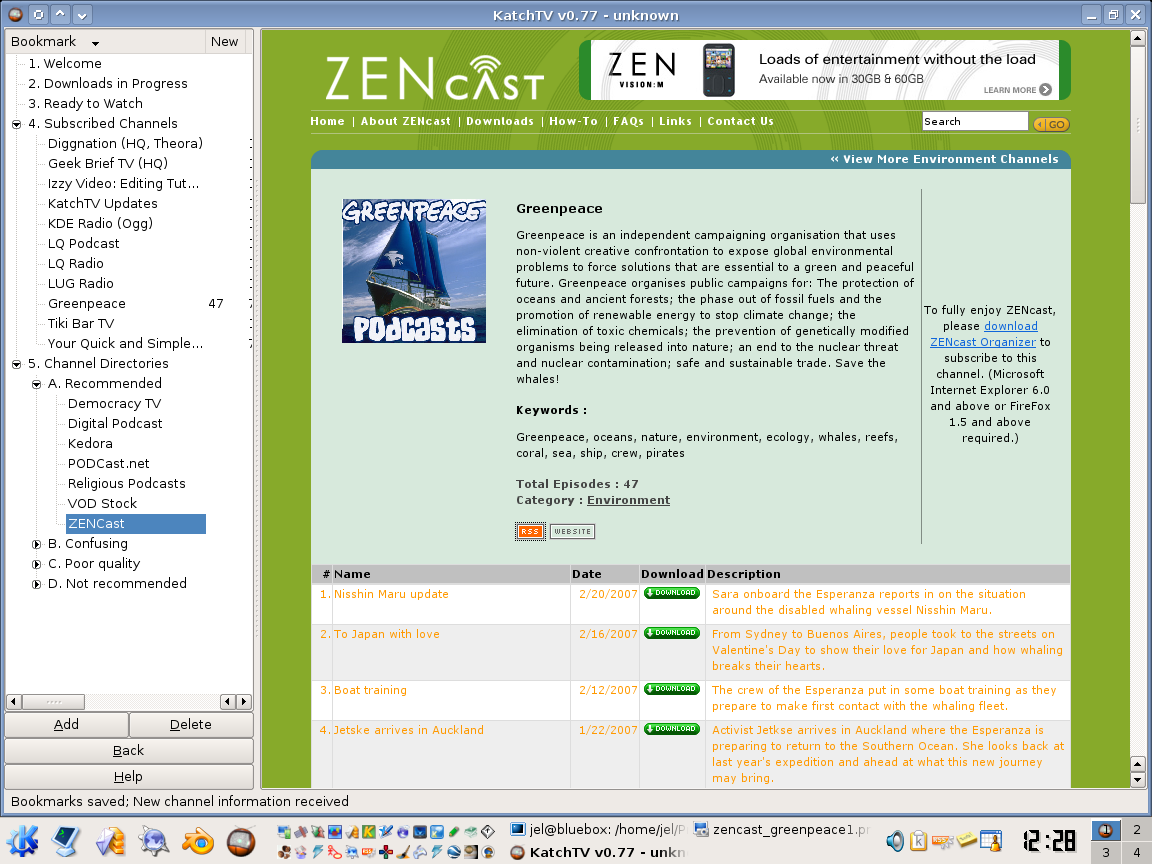 KatchTV v0.77 - unknown
Bookmark
New
1. Welcome
2. Downloads in Progress
3. Ready to Watch
4. Subscribed Channels
Diggnation (HQ, Theora)
Geek Brief TV (HQ)
Izzy Video: Editing Tut...
KatchTV Updates
KDE Radio (Ogg)
LQ Podcast
LQ Radio
LUG Radio
Greenpeace 47
Tiki Bar TV
Your Quick and Simple...
5. Channel Directories
A. Recommended
Democracy TV
Digital Podcast
Kedora
PODCast.net
Religious Podcasts
VOD Stock
ZENCast
B. Confusing
C. Poor quality
D. Not recommended
Add
Delete
Back
Help
Bookmarks saved; New channel information received
ZENcAST
ZEN
VISION:M
Loads of entertainment without the load
Available now in 30GB & 60GB
LEARN MORE
Home | About ZENcast | Downloads | How-To | FAQs | Links | Contact Us
Search
GO
‹‹ View More Environment Channels
GREENPEACE
PODCASTS
Greenpeace
Greenpeace is an independent campaigning organisation that uses
non-violent creative confrontation to expose global environmental
problems to force solutions that are essential to a green and peaceful
future. Greenpeace organises public campaigns for: The protection of
oceans and ancient forests; the phase out of fossil fuels and the
promotion of renewable energy to stop climate change; the
elimination of toxic chemicals; the prevention of genetically modified
organisms being released into nature; an end to the nuclear threat
and nuclear contamination; safe and sustainable trade. Save the
whales!
Keywords :
Greenpeace, oceans, nature, environment, ecology, whales, reefs,
coral, sea, ship, crew, pirates
Total Episodes : 47
Category : Environment
RSS
WEBSITE
To fully enjoy ZENcast,
please download
ZENcast Organizer to
subscribe to this
channel. (Microsoft
Internet Explorer 6.0
and above or FireFox
1.5 and above
required.)
# Name Date Download Description
1. Nisshin Maru update 2/20/2007 DOWNLOAD Sara onboard the Esperanza reports in on the situation
around the disabled whaling vessel Nisshin Maru.
2. To Japan with love 2/16/2007 DOWNLOAD From Sydney to Buenos Aires, people took to the streets on
Valentine's Day to show their love for Japan and how whaling
breaks their hearts.
3. Boat training 2/12/2007 DOWNLOAD The crew of the Esperanza put in some boat training as they
prepare to make first contact with the whaling fleet.
4. Jetske arrives in Auckland 1/22/2007 DOWNLOAD Activist Jetkse arrives in Auckland where the Esperanza is
preparing to return to the Southern Ocean. She looks back at
last year's expedition and ahead at what this new journey
may bring.
jel@bluebox: /home/jel/P
zencast_greenpeace1.pr
KatchTV v0.77 - unkn
12:28
2
3 4